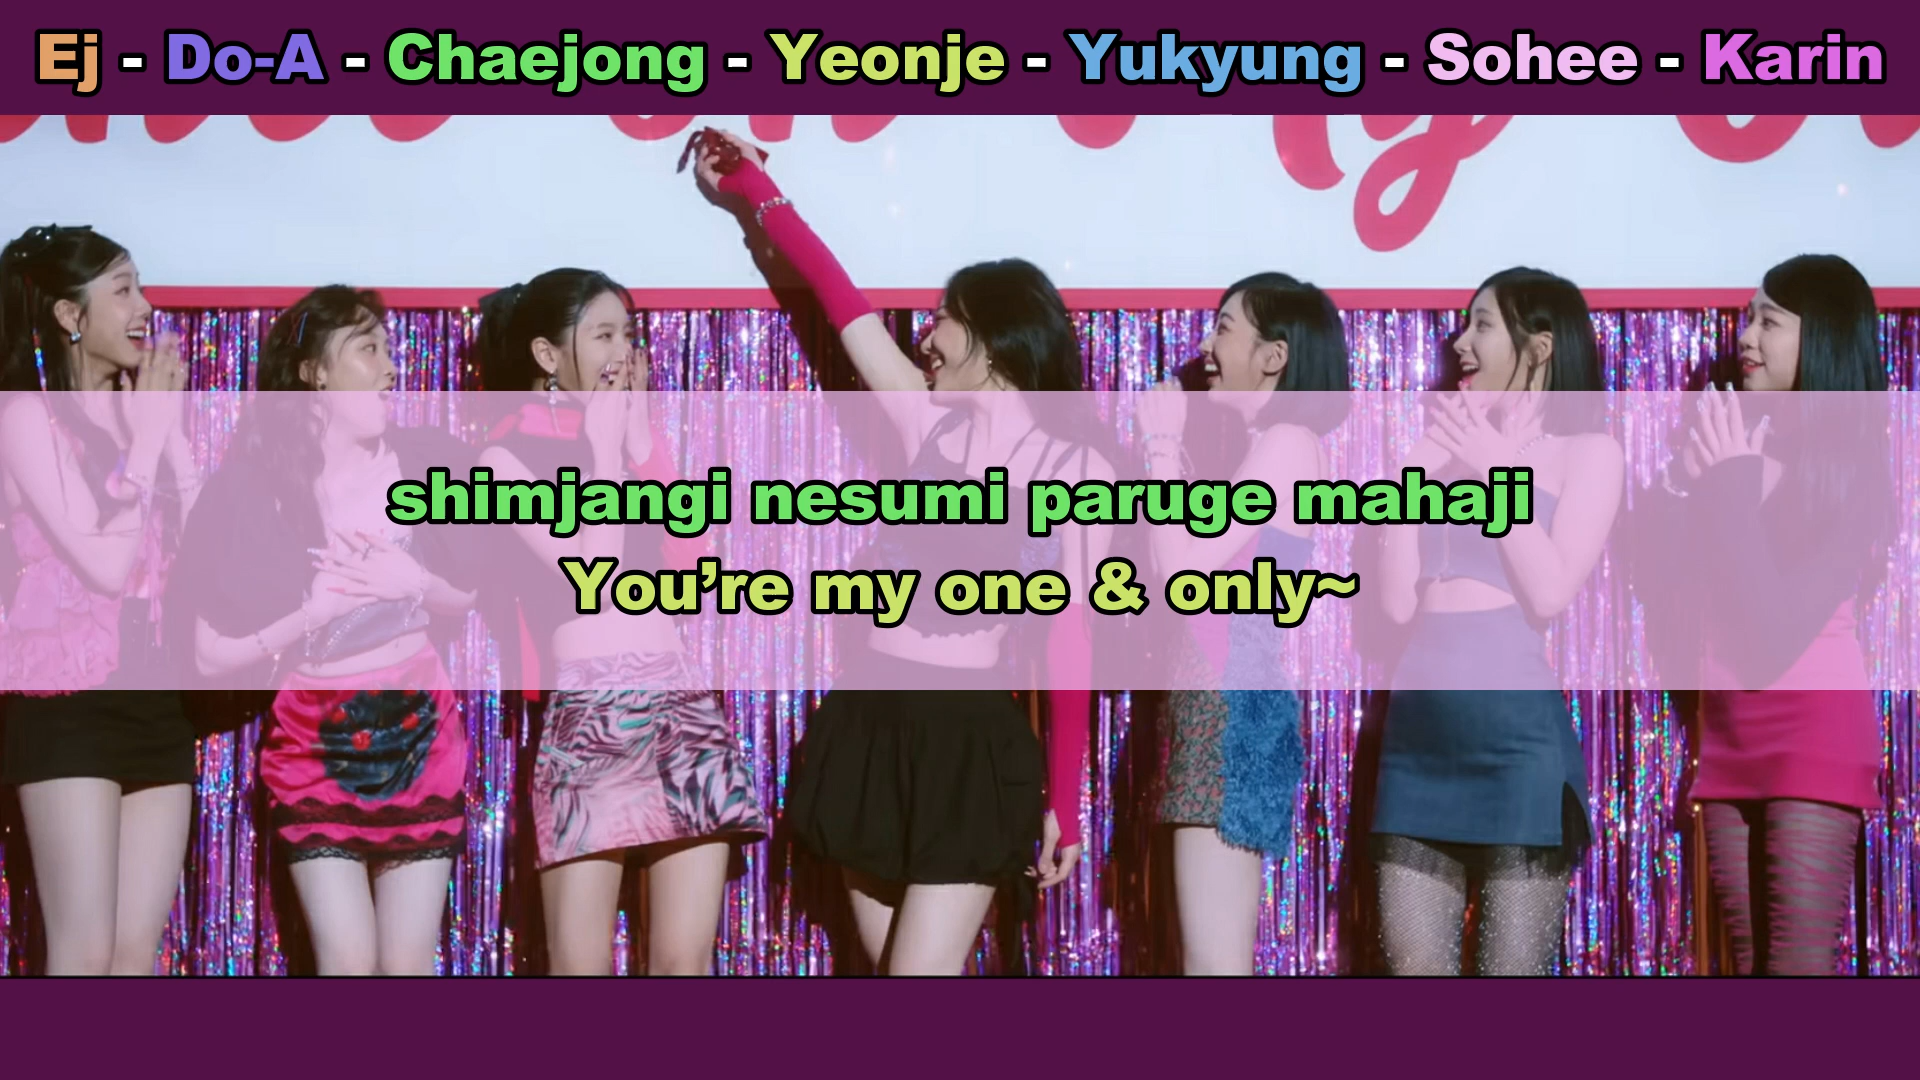 Ej - Do-A - Chaejong - Yeonje - Yukyung - Sohee - Karin
shimjangi nesumi paruge mahaji
You’re my one & only~